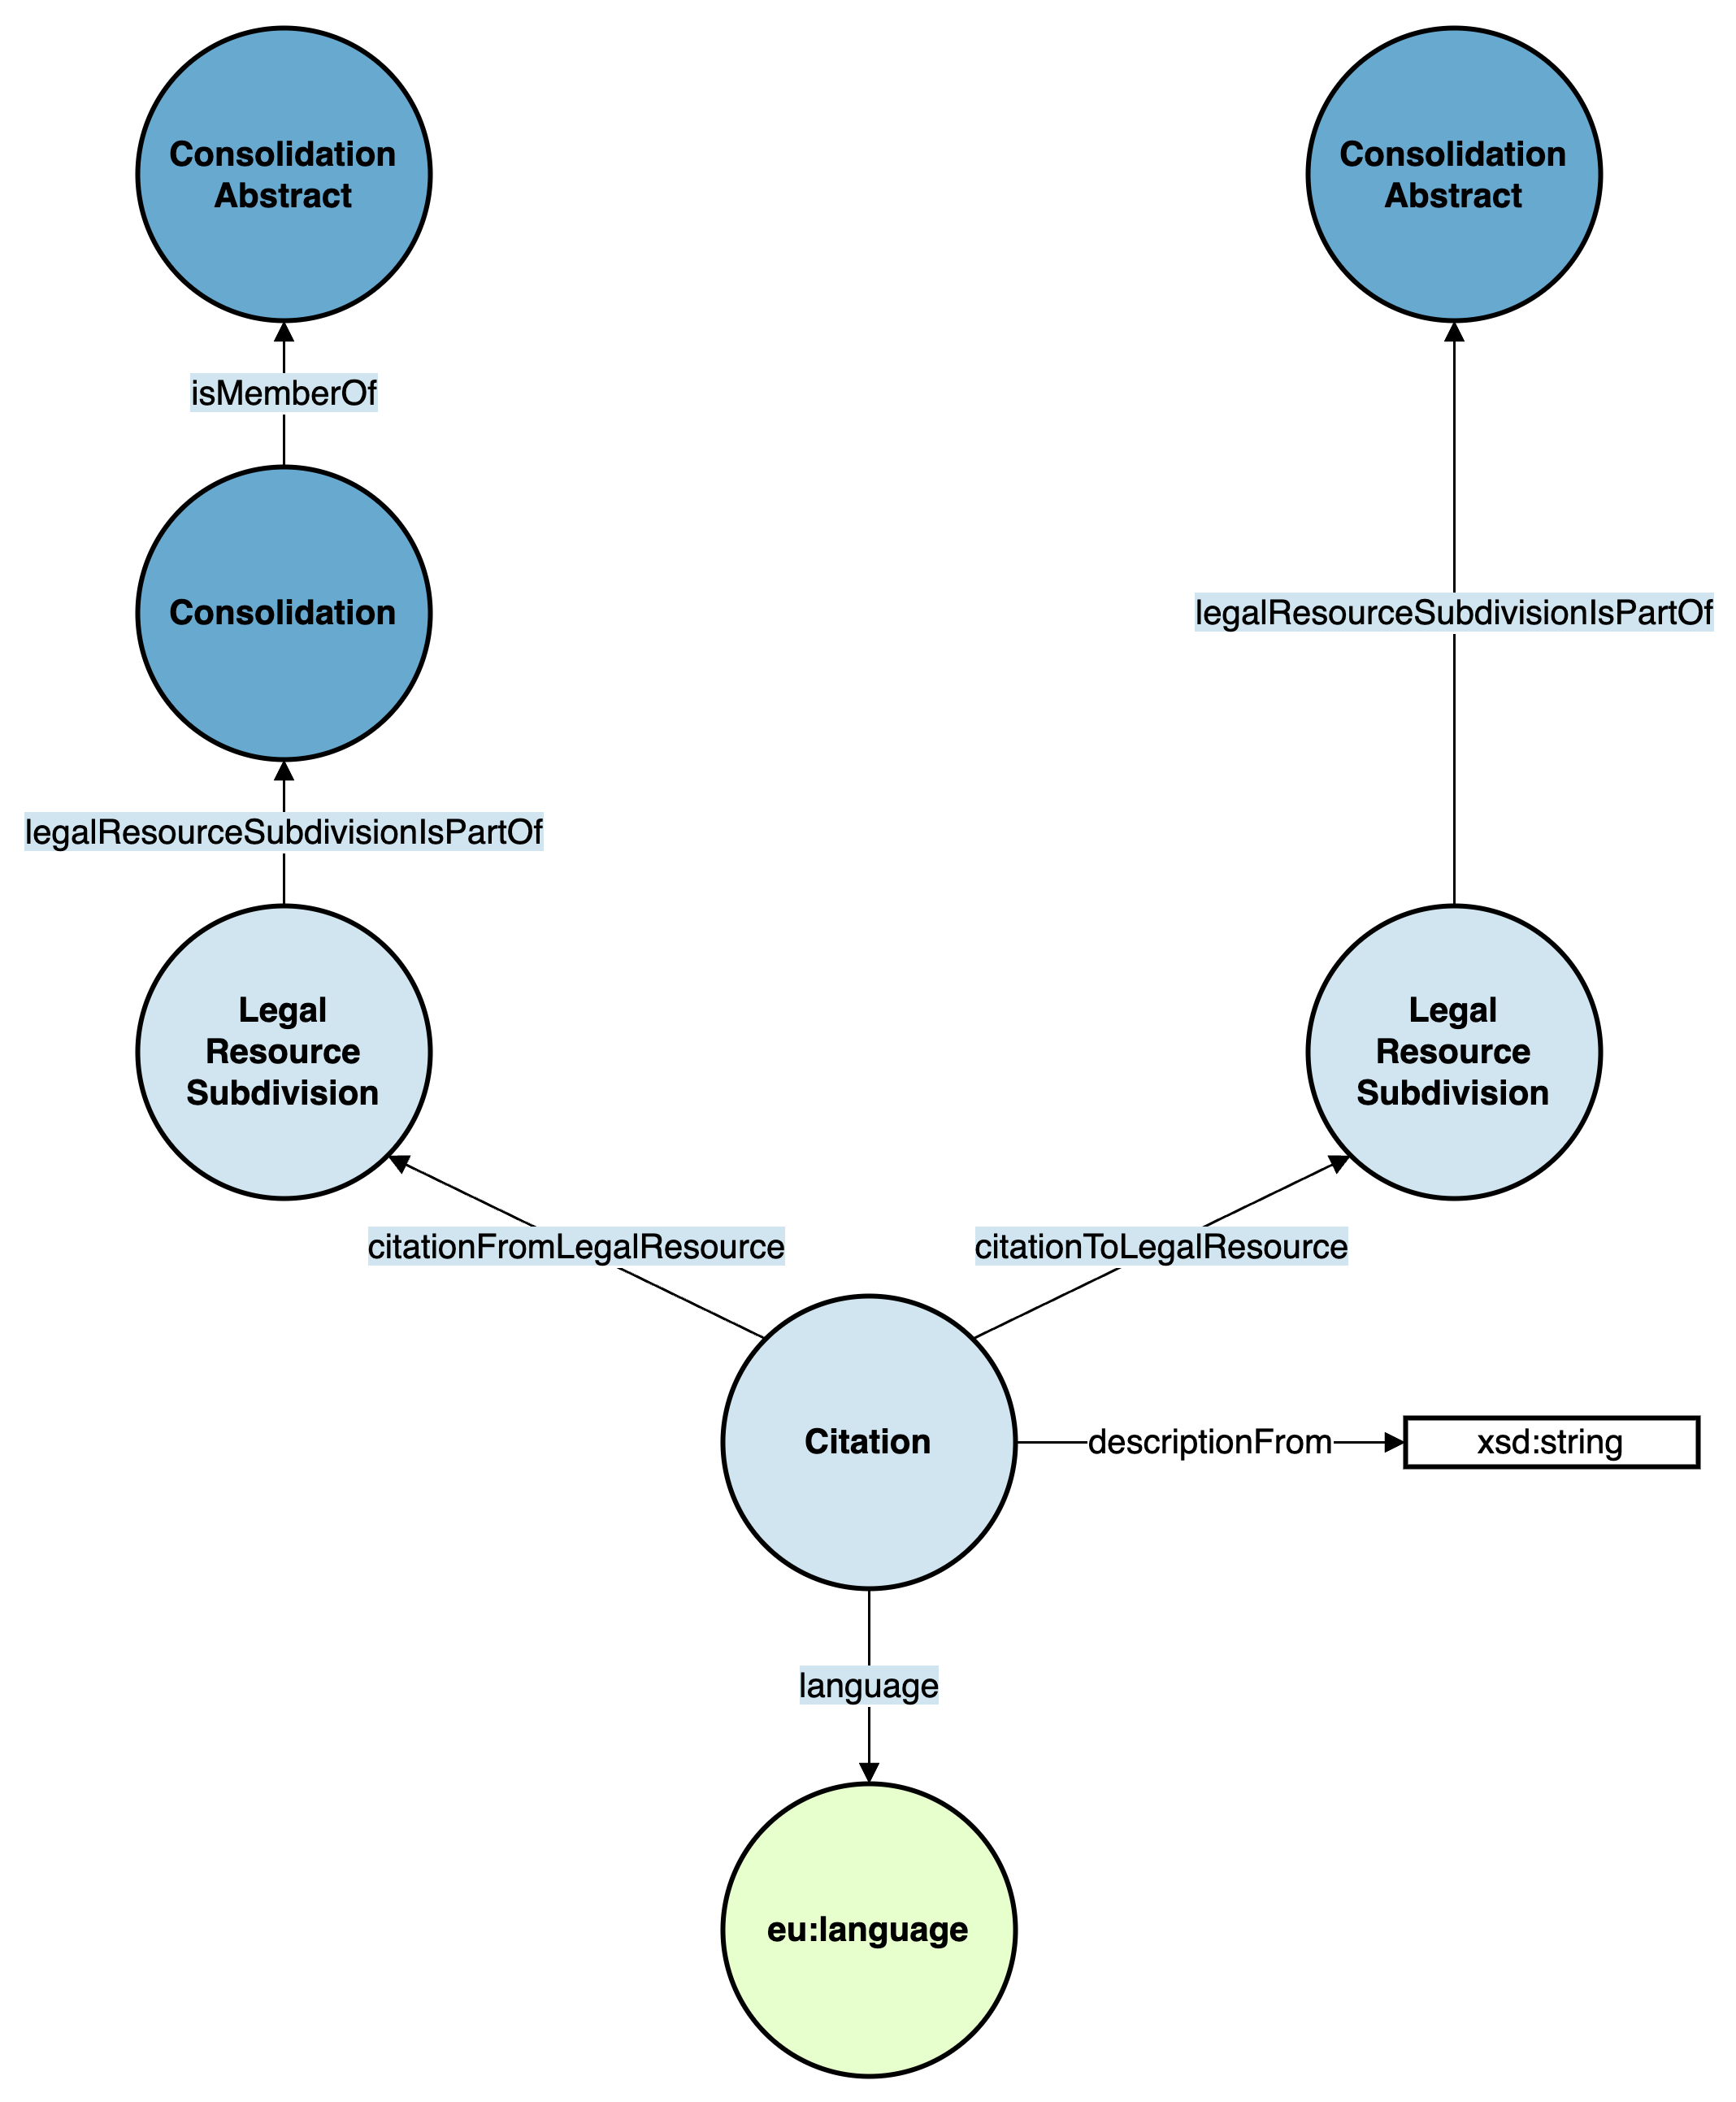 Consolidation
Abstract
Consolidation
Abstract
isMemberOf
Consolidation
legalResourceSubdivisionIsPartOf
legalResourceSubdivisionIsPartOf
Legal
Resource
Subdivision
Legal
Resource
Subdivision
citationFromLegalResource
citationToLegalResource
Citation
descriptionFrom
xsd:string
language
eu:language